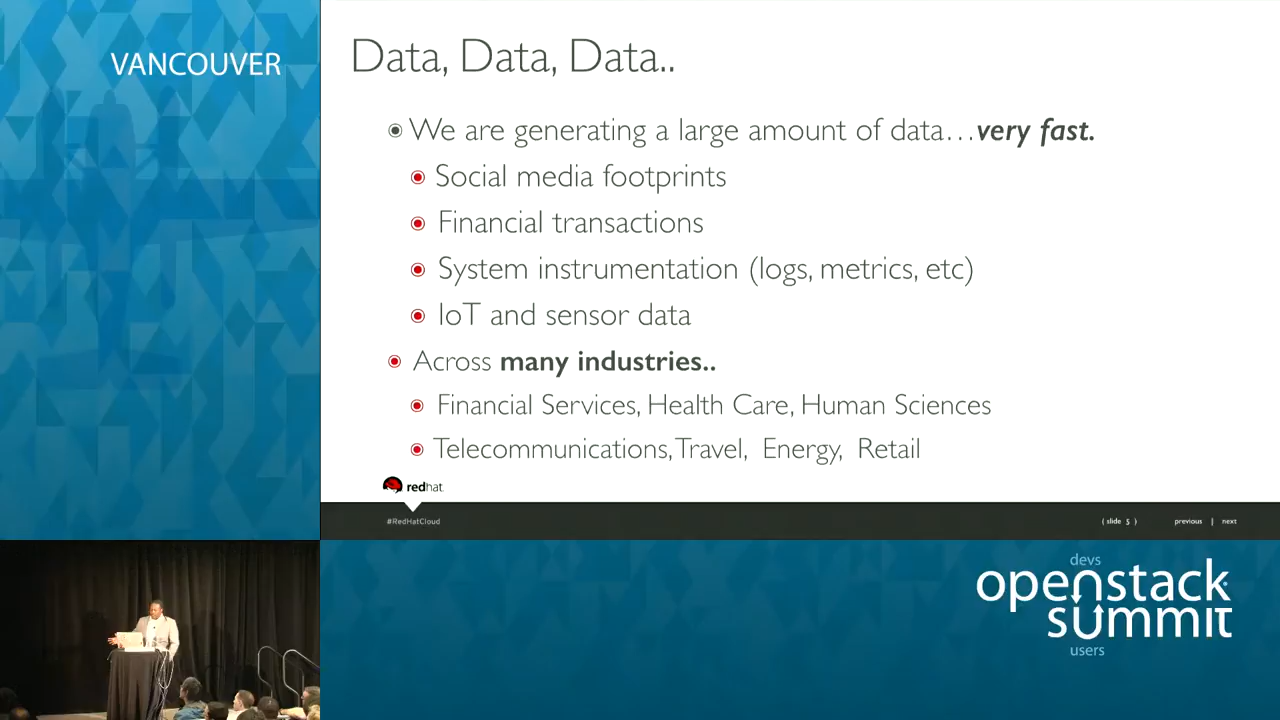 VANCOUVER
Data, Data, Data..
We are generating a large amount of data…very fast.
Social media footprints
Financial transactions
System instrumentation (logs, metrics, etc)
IoT and sensor data
Across many industries..
Financial Services, Health Care, Human Sciences
Telecommunications, Travel, Energy, Retail
redhat.
#RedHatCloud
( slide 5 ) previous | next
devs
openstack
summit
users